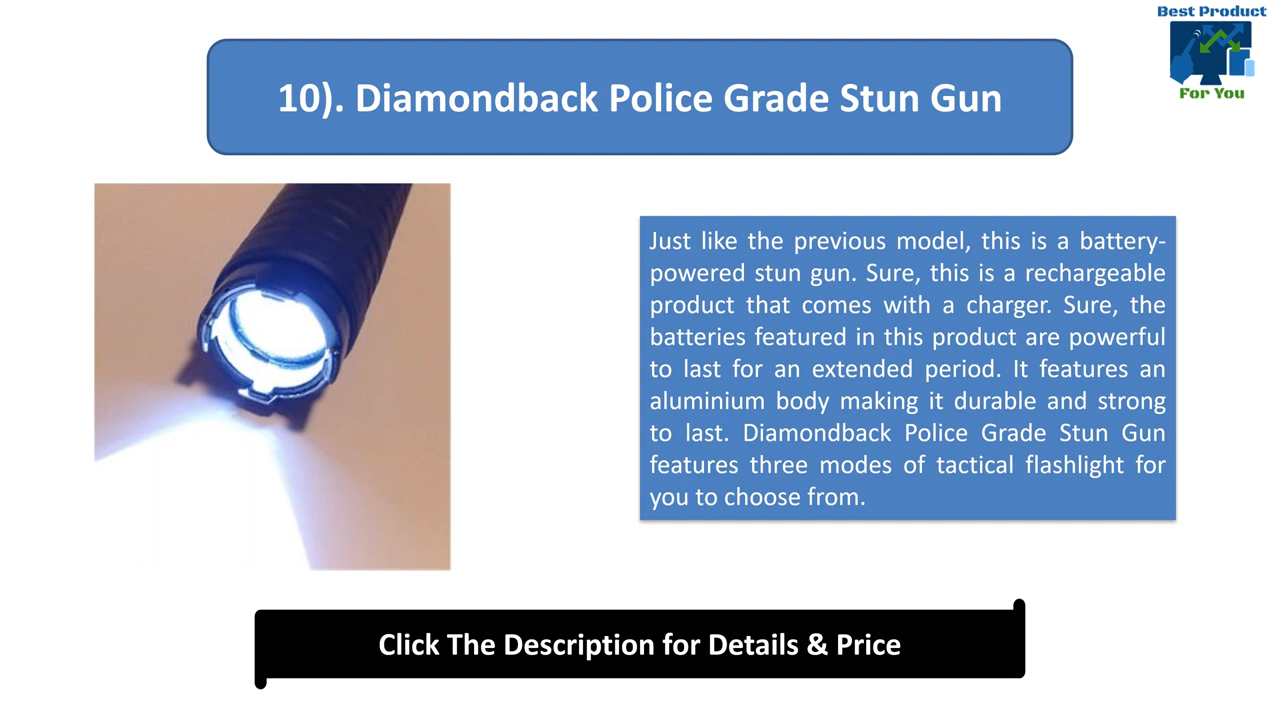 Best Product
For You
10). Diamondback Police Grade Stun Gun
Just like the previous model, this is a battery-
powered stun gun. Sure, this is a rechargeable
product that comes with a charger. Sure, the
batteries featured in this product are powerful
to last for an extended period. It features an
aluminium body making it durable and strong
to last. Diamondback Police Grade Stun Gun
features three modes of tactical flashlight for
you to choose from.
Click The Description for Details & Price